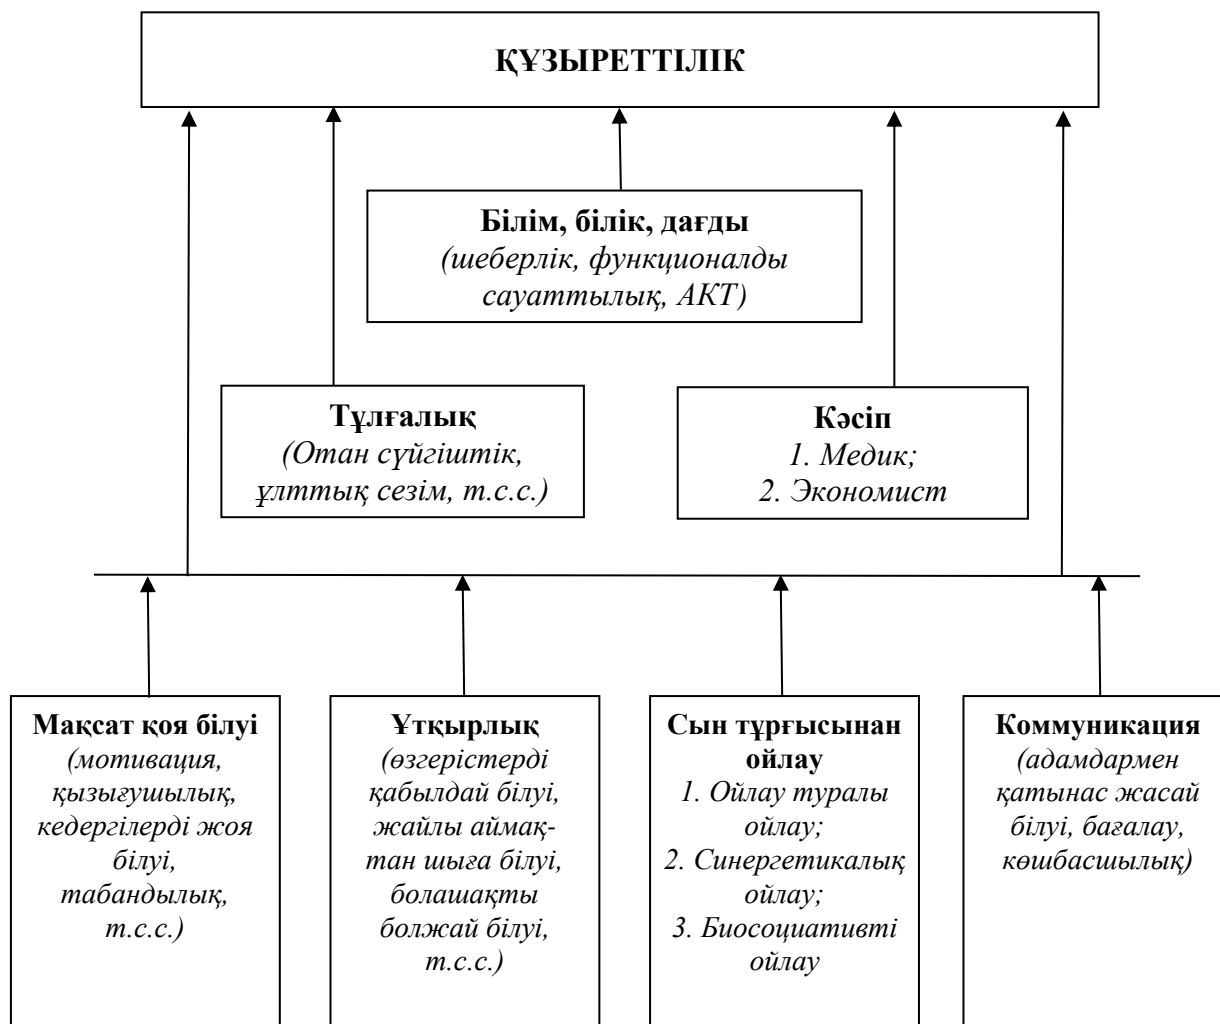 ҚҰЗЫРЕТТІЛІК
Білім, білік, дағды
(шеберлік, функционалды
сауаттылық, АКТ)
Тұлғалық
(Отан сүйгіштік,
ұлттық сезім, т.с.с.)
Кәсіп
1. Медик;
2. Экономист
Мақсат қоя білуі
(мотивация,
қызығушылық,
кедергілерді жоя
білуі,
табандылық,
т.с.с.)
Ұтқырлық
(өзгерістерді
қабылдай білуі,
жайлы аймақ-
тан шыға білуі,
болашақты
болжай білуі,
т.с.с.)
Сын тұрғысынан
ойлау
1. Ойлау туралы
ойлау;
2. Синергетикалық
ойлау;
3. Биосоциативті
ойлау
Коммуникация
(адамдармен
қатынас жасай
білуі, бағалау,
көшбасшылық)